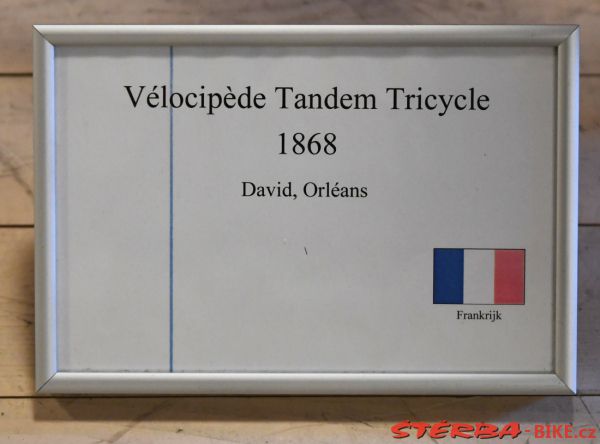 Vélocipède Tandem Tricycle
1868
David, Orléans
Frankrijk
STERBA-BIKE.cz